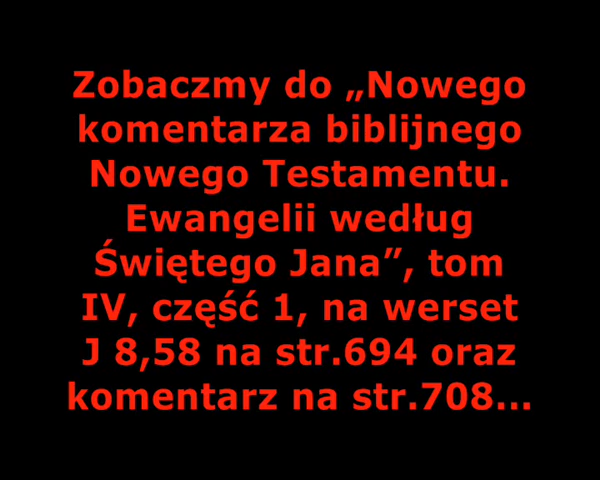 Zobaczmy do „Nowego
komentarza biblijnego
Nowego Testamentu.
Ewangelii według
Świętego Jana”, tom
IV, część 1, na werset
J 8,58 na str.694 oraz
komentarz na str.708...